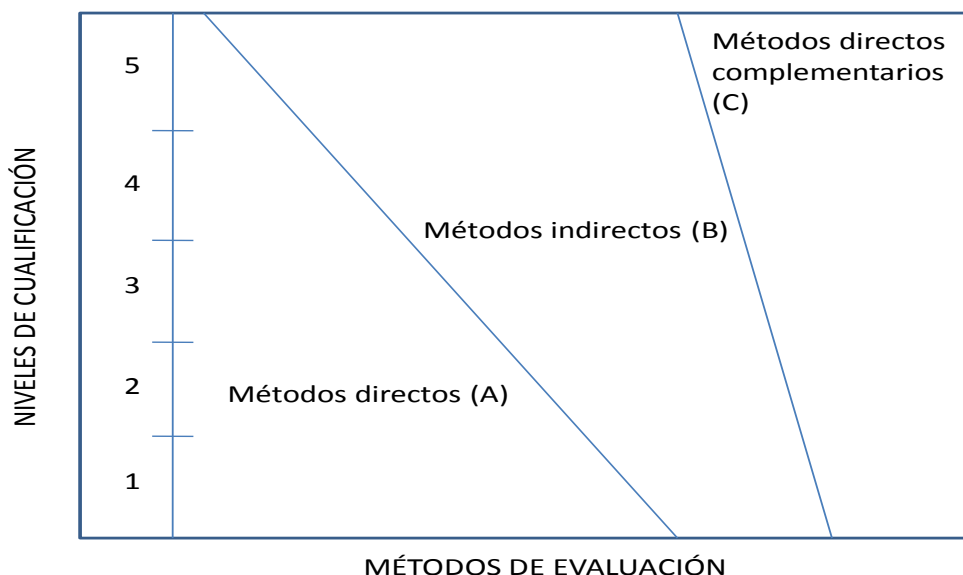 NIVELES DE CUALIFICACIÓN
5
4
3
2
1
Métodos directos
complementarios
(C)
Métodos indirectos (B)
Métodos directos (A)
MÉTODOS DE EVALUACIÓN